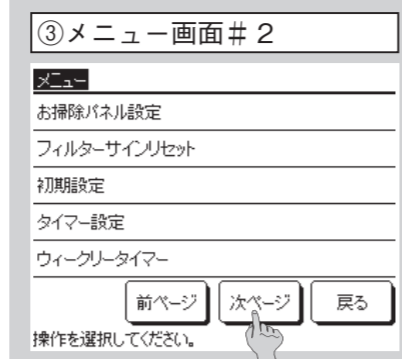 ③メニュー画面＃２
メニュー
お掃除パネル設定
フィルターサインリセット
初期設定
タイマー設定
ウィークリータイマー
前ページ 次ページ 戻る
操作を選択してください。